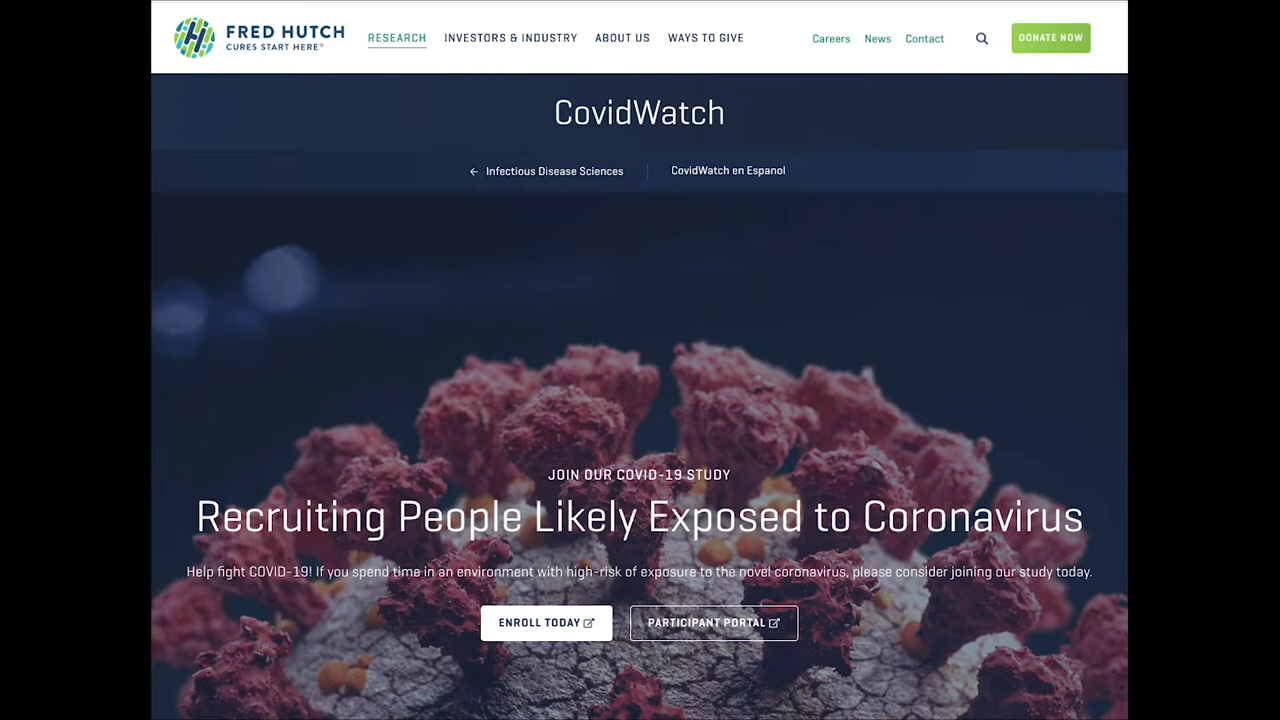 FRED HUTCH
CURES START HERE®
RESEARCH INVESTORS & INDUSTRY ABOUT US WAYS TO GIVE Careers News Contact DONATE NOW
CovidWatch
← Infectious Disease Sciences CovidWatch en Espanol
JOIN OUR COVID-19 STUDY
Recruiting People Likely Exposed to Coronavirus
Help fight COVID-19! If you spend time in an environment with high-risk of exposure to the novel coronavirus, please consider joining our study today.
ENROLL TODAY PARTICIPANT PORTAL